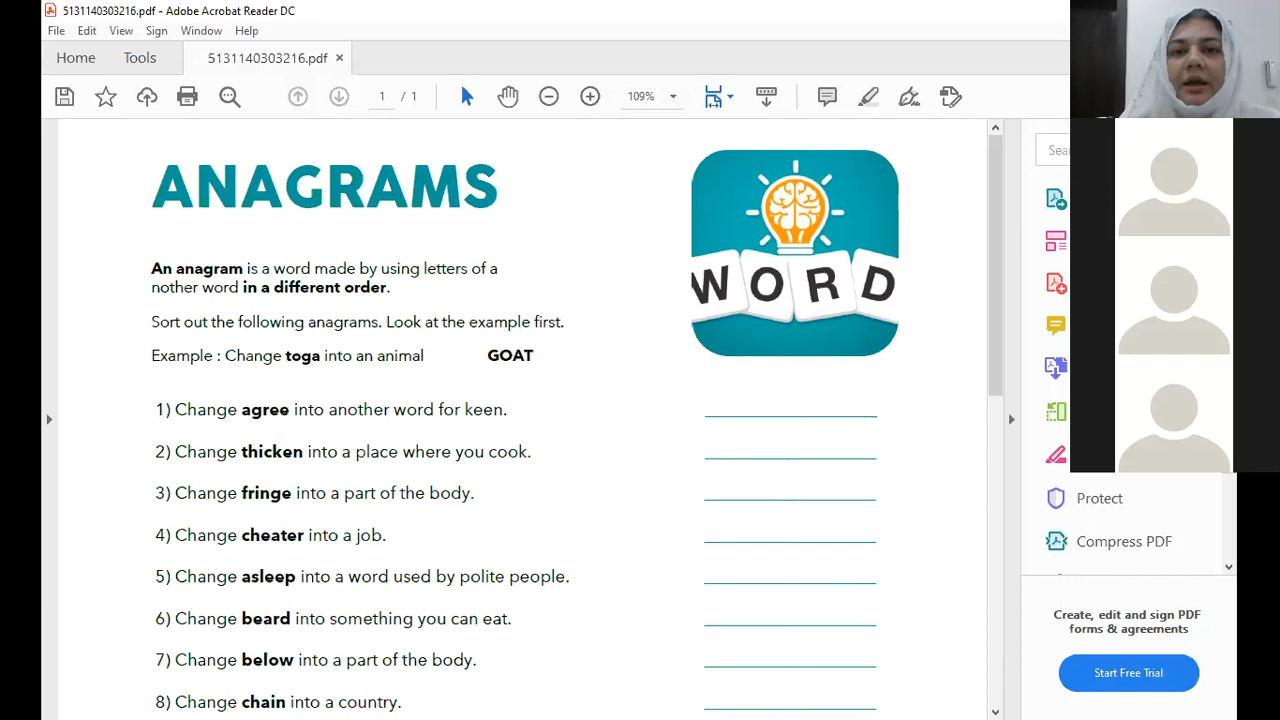 5131140303216.pdf - Adobe Acrobat Reader DC
File Edit View Sign Window Help
Home Tools 5131140303216.pdf ×
1 / 1 109%
ANAGRAMS
WORD
An anagram is a word made by using letters of a
nother word in a different order.
Sort out the following anagrams. Look at the example first.
Example : Change toga into an animal GOAT
1) Change agree into another word for keen.
2) Change thicken into a place where you cook.
3) Change fringe into a part of the body.
4) Change cheater into a job.
5) Change asleep into a word used by polite people.
6) Change beard into something you can eat.
7) Change below into a part of the body.
8) Change chain into a country.
Sea
Protect
Compress PDF
Create, edit and sign PDF
forms & agreements
Start Free Trial